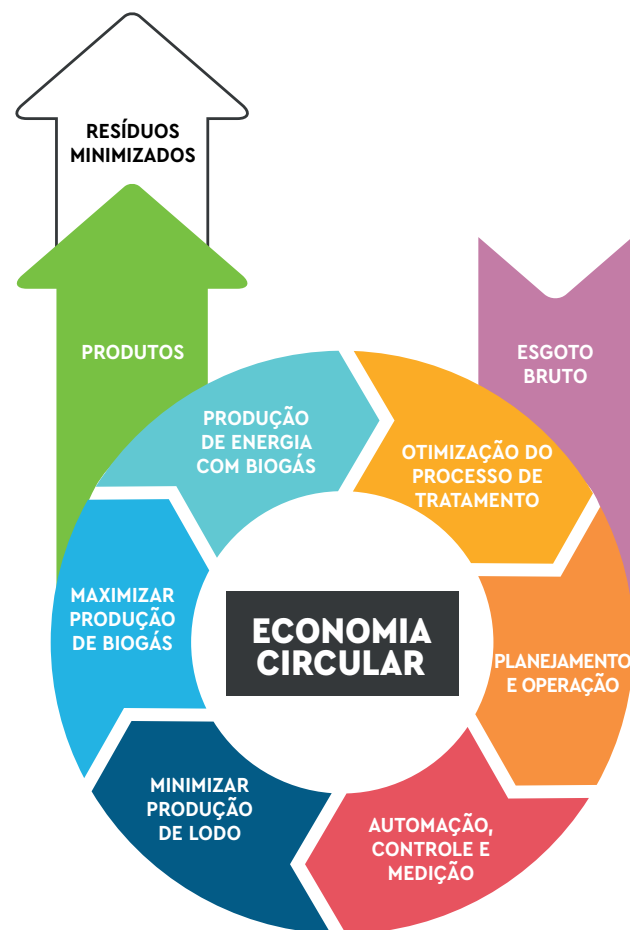 RESÍDUOS
MINIMIZADOS
PRODUTOS
ESGOTO
BRUTO
PRODUÇÃO
DE ENERGIA
COM BIOGÁS
OTIMIZAÇÃO DO
PROCESSO DE
TRATAMENTO
PLANEJAMENTO
E OPERAÇÃO
AUTOMAÇÃO,
CONTROLE E
MEDIÇÃO
MINIMIZAR
PRODUÇÃO
DE LODO
MAXIMIZAR
PRODUÇÃO
DE BIOGÁS
ECONOMIA
CIRCULAR